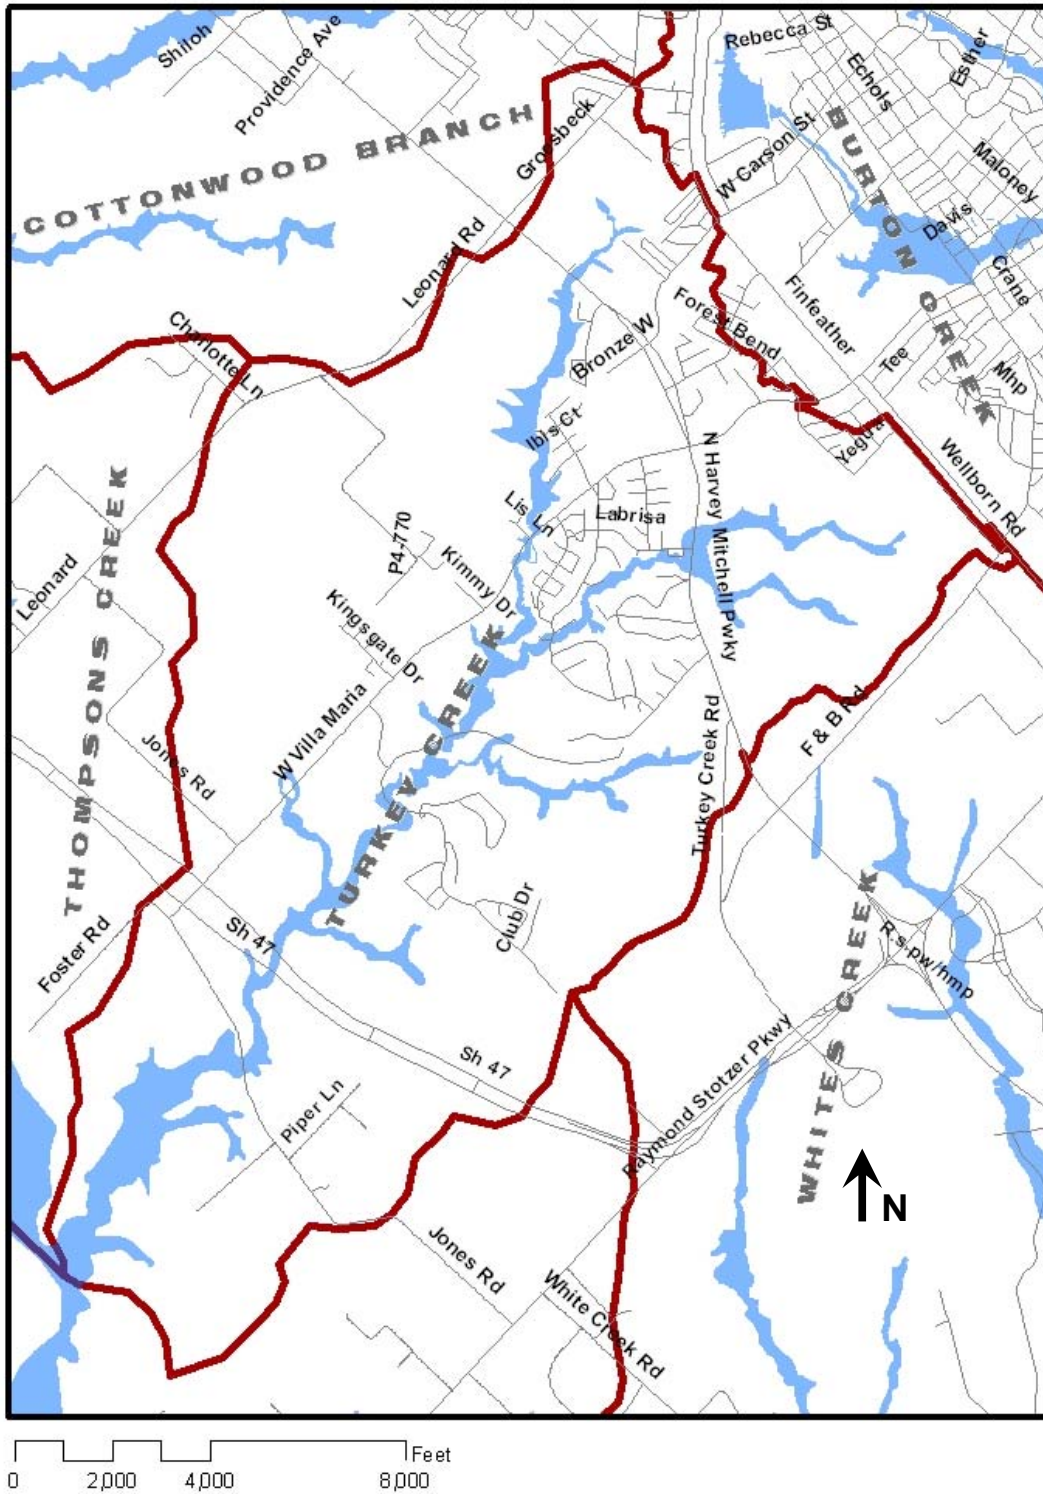 Shiloh
Providence Ave
Rebecca St
Echols
Esther
COTTONWOOD BRANCH
Groesbeck
BURTON CREEK
W Carson St
Maloney
Davis
Crane
Leonard Rd
Finfeather
Forest Bend
Charlotte Ln
Bronze W
Tee
Mhp
Ibis Ct
Yegua
Wellborn Rd
N Harvey Mitchell Pwky
THOMPSONS CREEK
Lis Ln
Labrisa
P4-770
Kimmy Dr
Leonard
Kingsgate Dr
TURKEY CREEK
W Villa Maria
F & B Rd
Turkey Creek Rd
Jones Rd
Club Dr
Sh 47
Foster Rd
R.s.pw/hmp
WHITES CREEK
Sh 47
Raymond Stotzer Pkwy
Piper Ln
N
Jones Rd
White Creek Rd
Feet
0 2,000 4,000 8,000